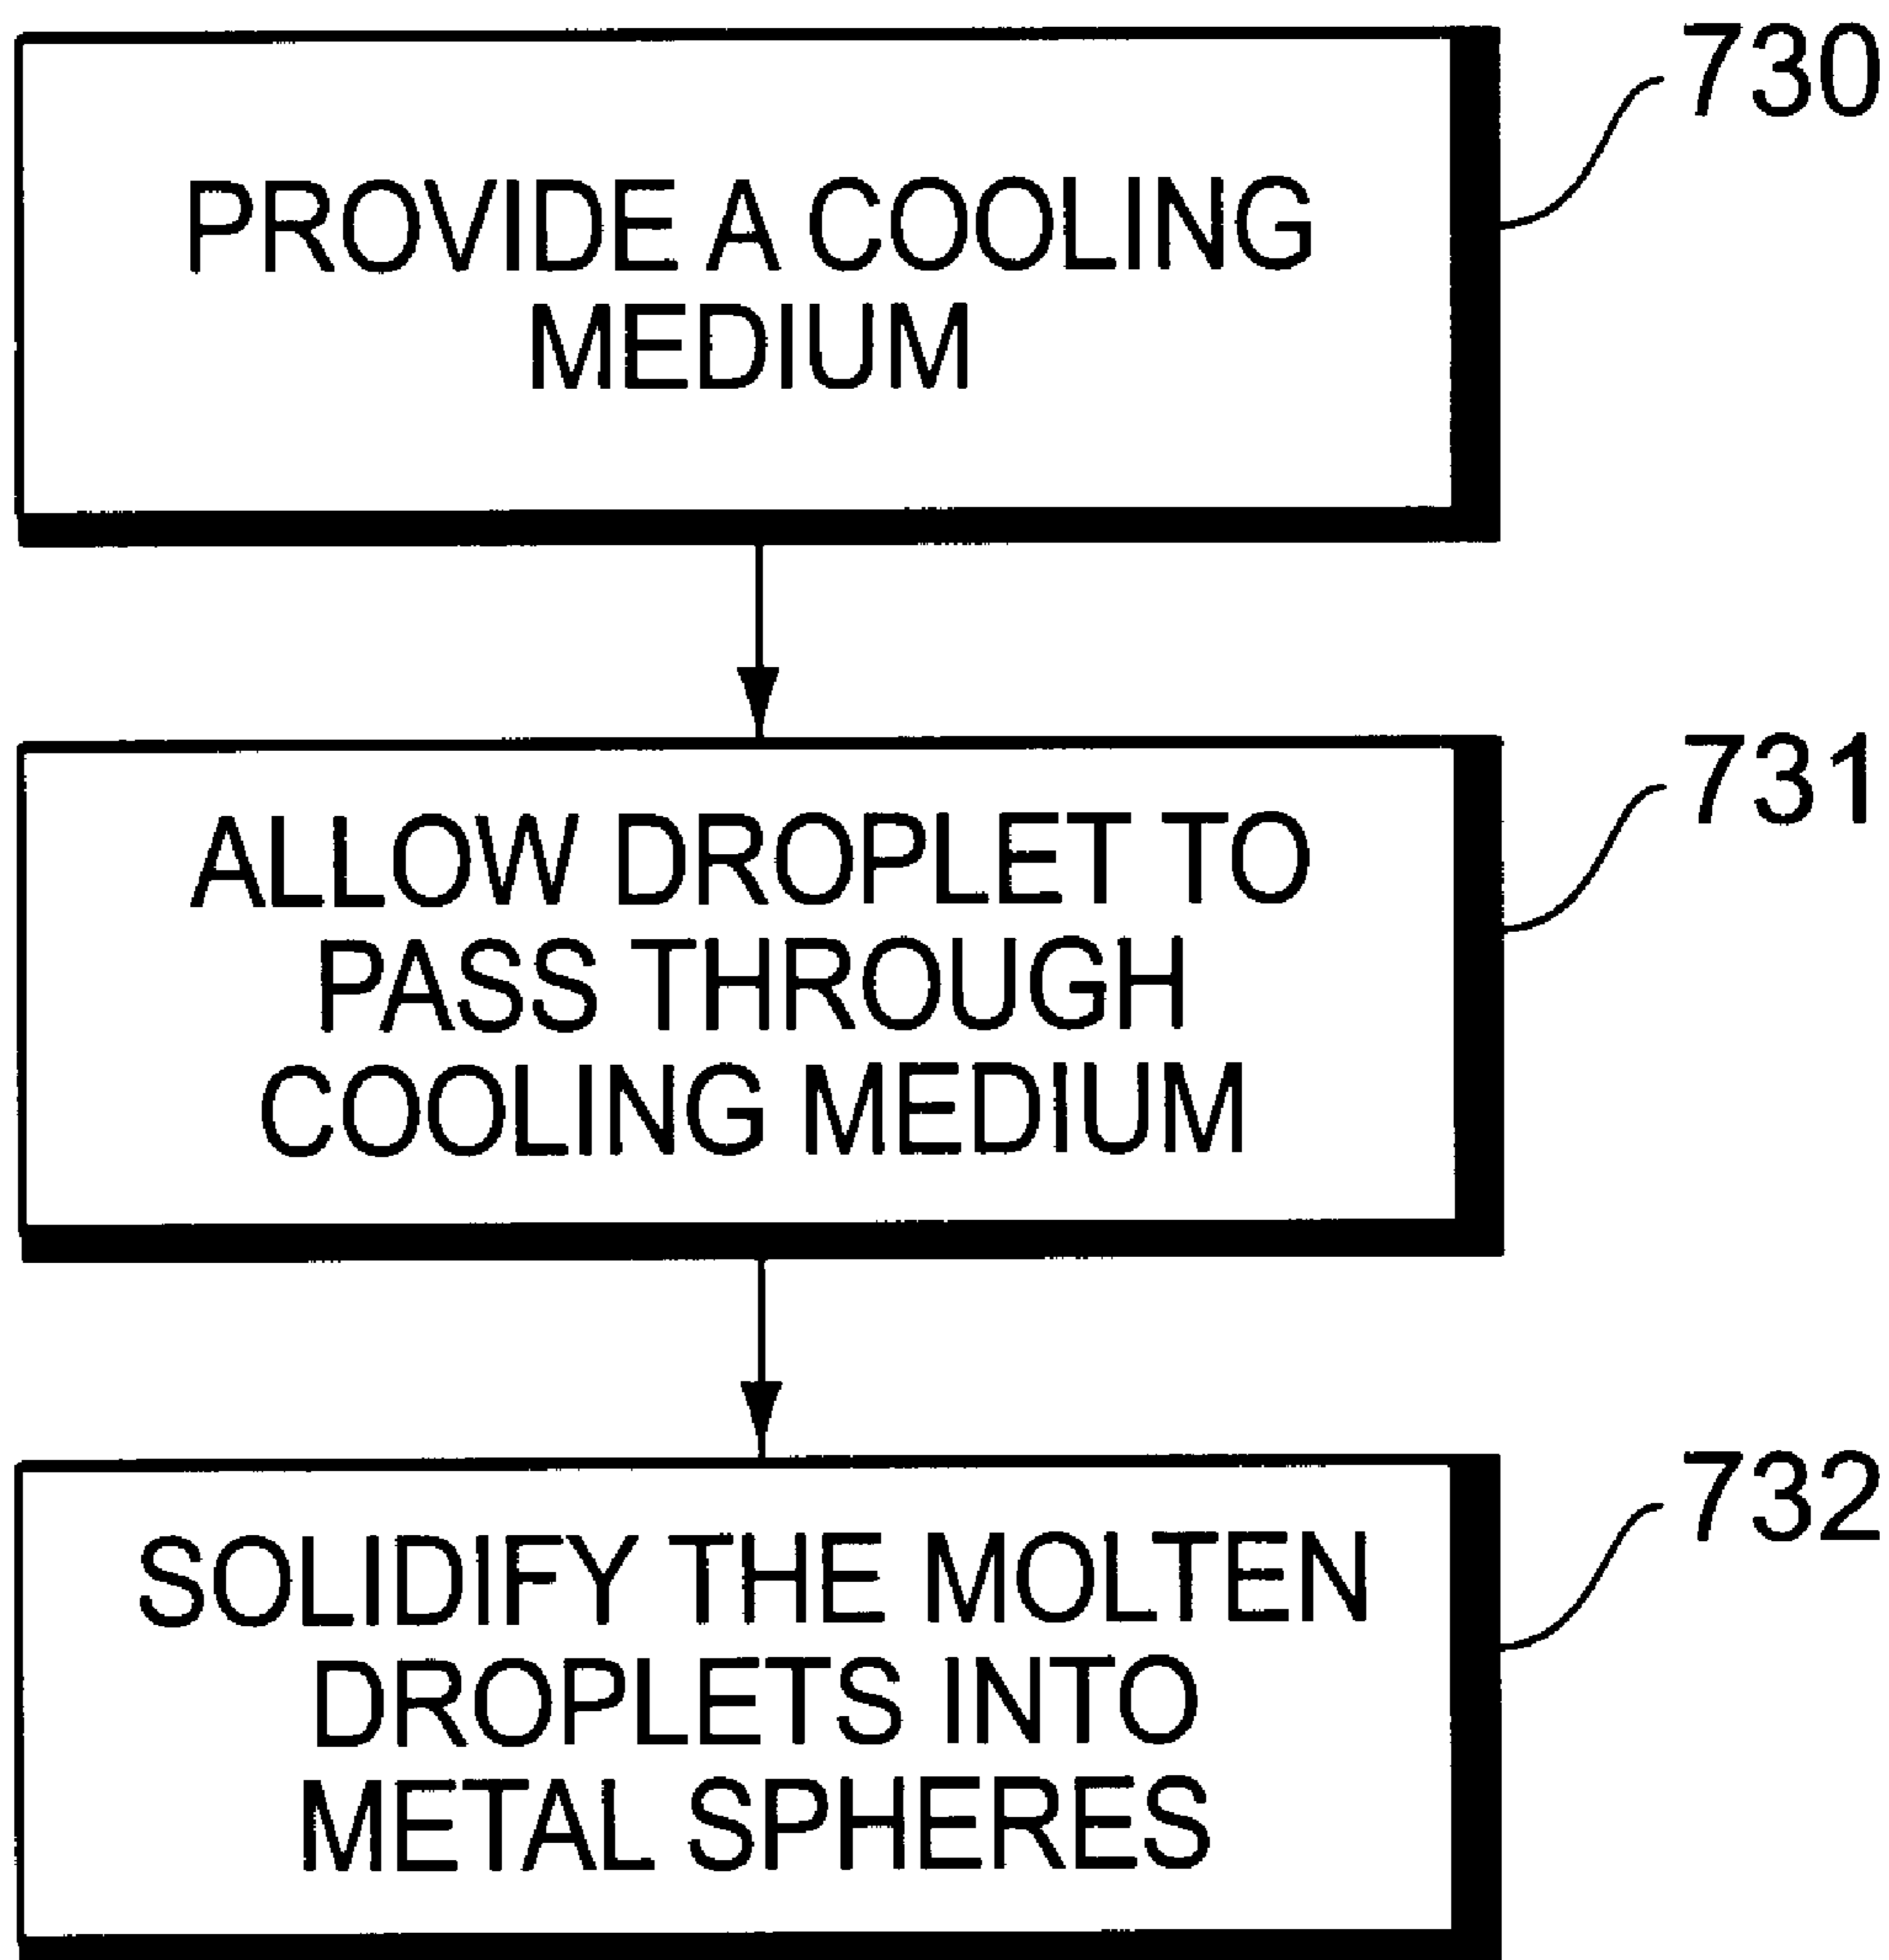 730
PROVIDE A COOLING
MEDIUM
731
ALLOW DROPLET TO
PASS THROUGH
COOLING MEDIUM
732
SOLIDIFY THE MOLTEN
DROPLETS INTO
METAL SPHERES